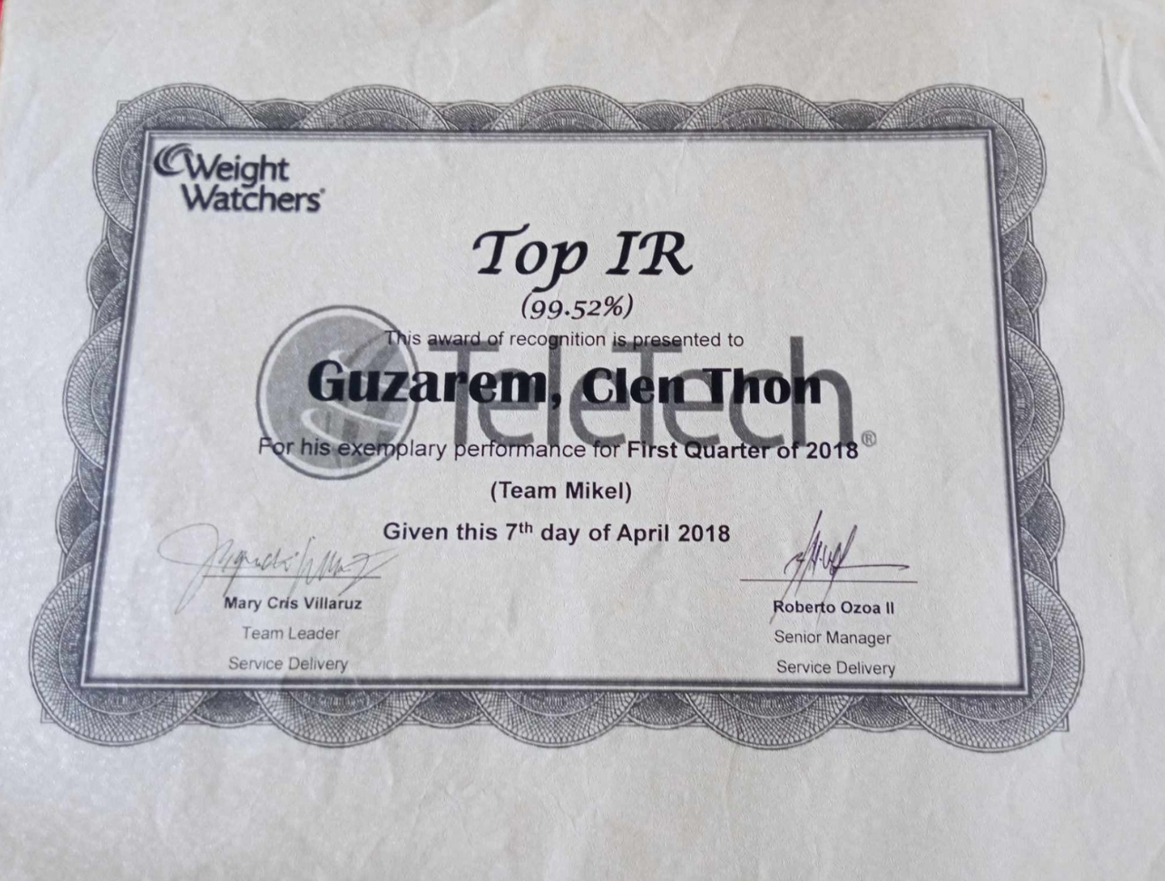 Weight
Watchers®
Top IR
(99.52%)
This award of recognition is presented to
TeleTech®
Guzarem, Clen Thon
For his exemplary performance for First Quarter of 2018
(Team Mikel)
Given this 7th day of April 2018
Mary Cris Villaruz
Team Leader
Service Delivery
Roberto Ozoa II
Senior Manager
Service Delivery